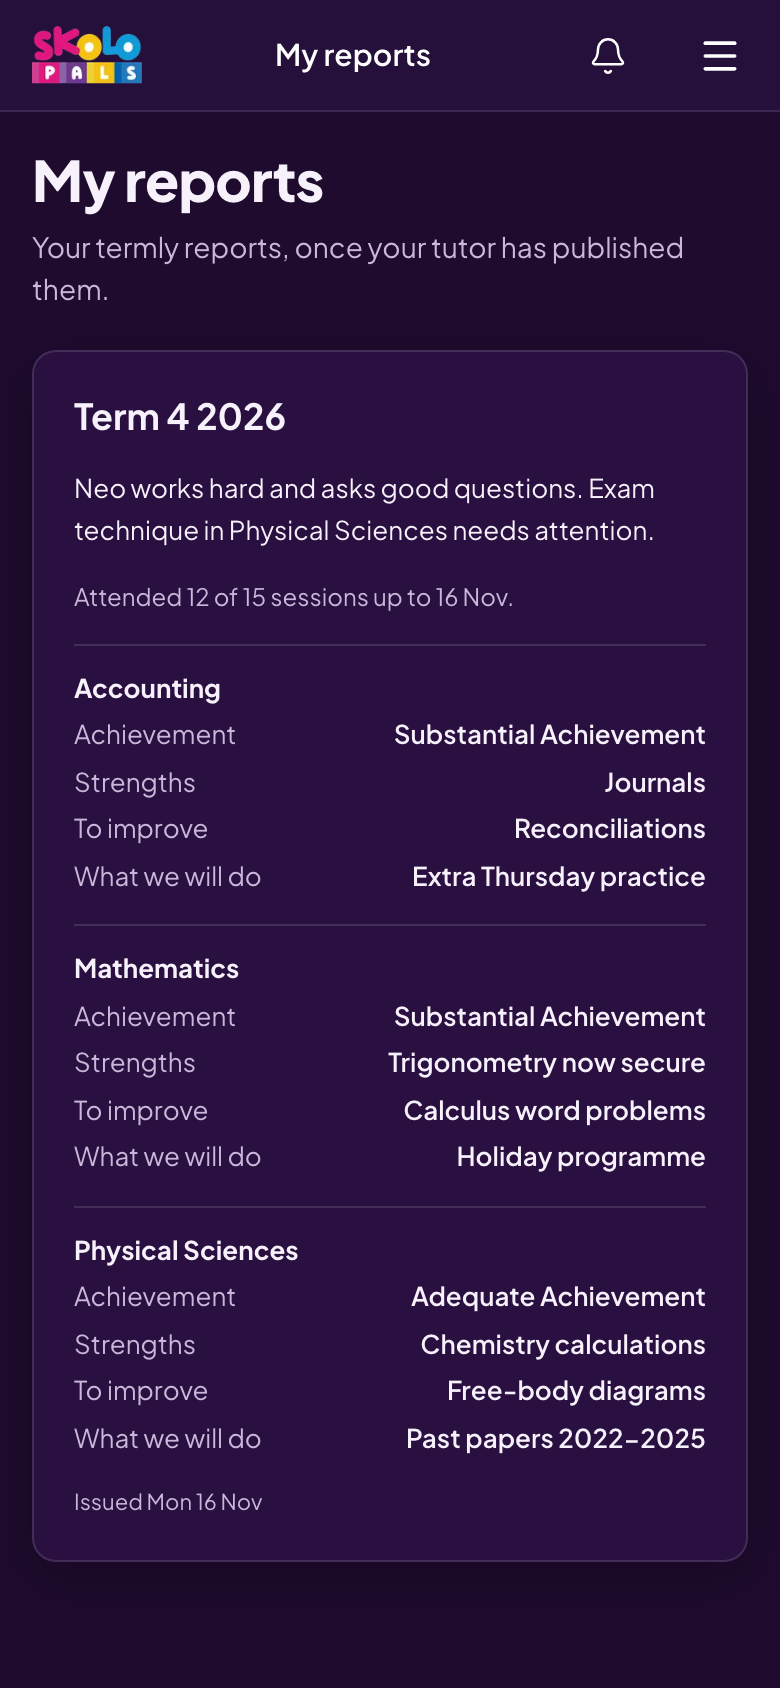 SKOLO
PALS
My reports
My reports
Your termly reports, once your tutor has published
them.
Term 4 2026
Neo works hard and asks good questions. Exam
technique in Physical Sciences needs attention.
Attended 12 of 15 sessions up to 16 Nov.
Accounting
Achievement Substantial Achievement
Strengths Journals
To improve Reconciliations
What we will do Extra Thursday practice
Mathematics
Achievement Substantial Achievement
Strengths Trigonometry now secure
To improve Calculus word problems
What we will do Holiday programme
Physical Sciences
Achievement Adequate Achievement
Strengths Chemistry calculations
To improve Free-body diagrams
What we will do Past papers 2022–2025
Issued Mon 16 Nov